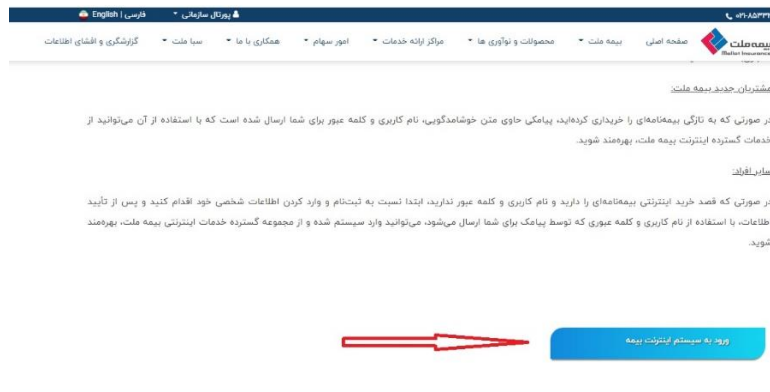 ۰۲۱-۸۵۳۳۲
پورتال سازمانی
فارسی | English
بیمه ملت
Mellat Insurance
صفحه اصلی
بیمه ملت
محصولات و نوآوری ها
مراکز ارائه خدمات
امور سهام
همکاری با ما
سبا ملت
گزارشگری و افشای اطلاعات
مشتریان جدید بیمه ملت:
در صورتی که به تازگی بیمه‌نامه‌ای را خریداری کرده‌اید، پیامکی حاوی متن خوشامدگویی، نام کاربری و کلمه عبور برای شما ارسال شده است که با استفاده از آن می‌توانید از
خدمات گسترده اینترنت بیمه ملت، بهره‌مند شوید.
سایر افراد:
در صورتی که قصد خرید اینترنتی بیمه‌نامه‌ای را دارید و نام کاربری و کلمه عبور ندارید، ابتدا نسبت به ثبت‌نام و وارد کردن اطلاعات شخصی خود اقدام کنید و پس از تأیید
اطلاعات، با استفاده از نام کاربری و کلمه عبوری که توسط پیامک برای شما ارسال می‌شود، می‌توانید وارد سیستم شده و از مجموعه گسترده خدمات اینترنتی بیمه ملت، بهره‌مند
شوید.
ورود به سیستم اینترنت بیمه